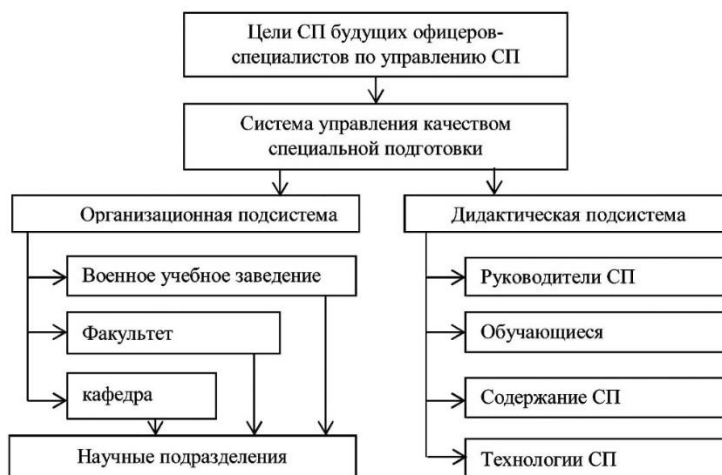 Цели СП будущих офицеров-
специалистов по управлению СП
Система управления качеством
специальной подготовки
Организационная подсистема
Дидактическая подсистема
Военное учебное заведение
Руководители СП
Факультет
Обучающиеся
кафедра
Содержание СП
Научные подразделения
Технологии СП